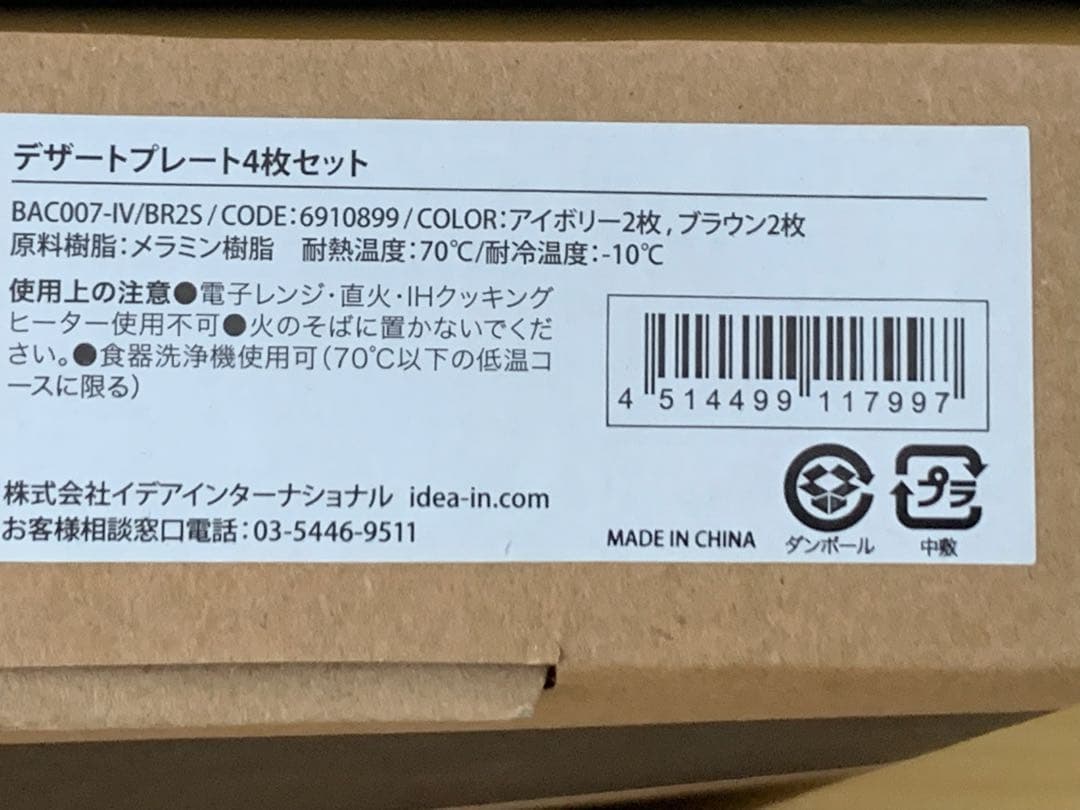 デザートプレート4枚セット
BAC007-IV/BR2S/CODE:6910899/COLOR:アイボリー2枚,ブラウン2枚
原料樹脂:メラミン樹脂 耐熱温度:70℃/耐冷温度:-10℃
使用上の注意●電子レンジ・直火・IHクッキング
ヒーター使用不可●火のそばに置かないでくだ
さい。●食器洗浄機使用可(70℃以下の低温コ
ースに限る)
4 514499 117997
株式会社イデアインターナショナル idea-in.com
お客様相談窓口電話:03-5446-9511
MADE IN CHINA
ダンボール
プラ
中敷